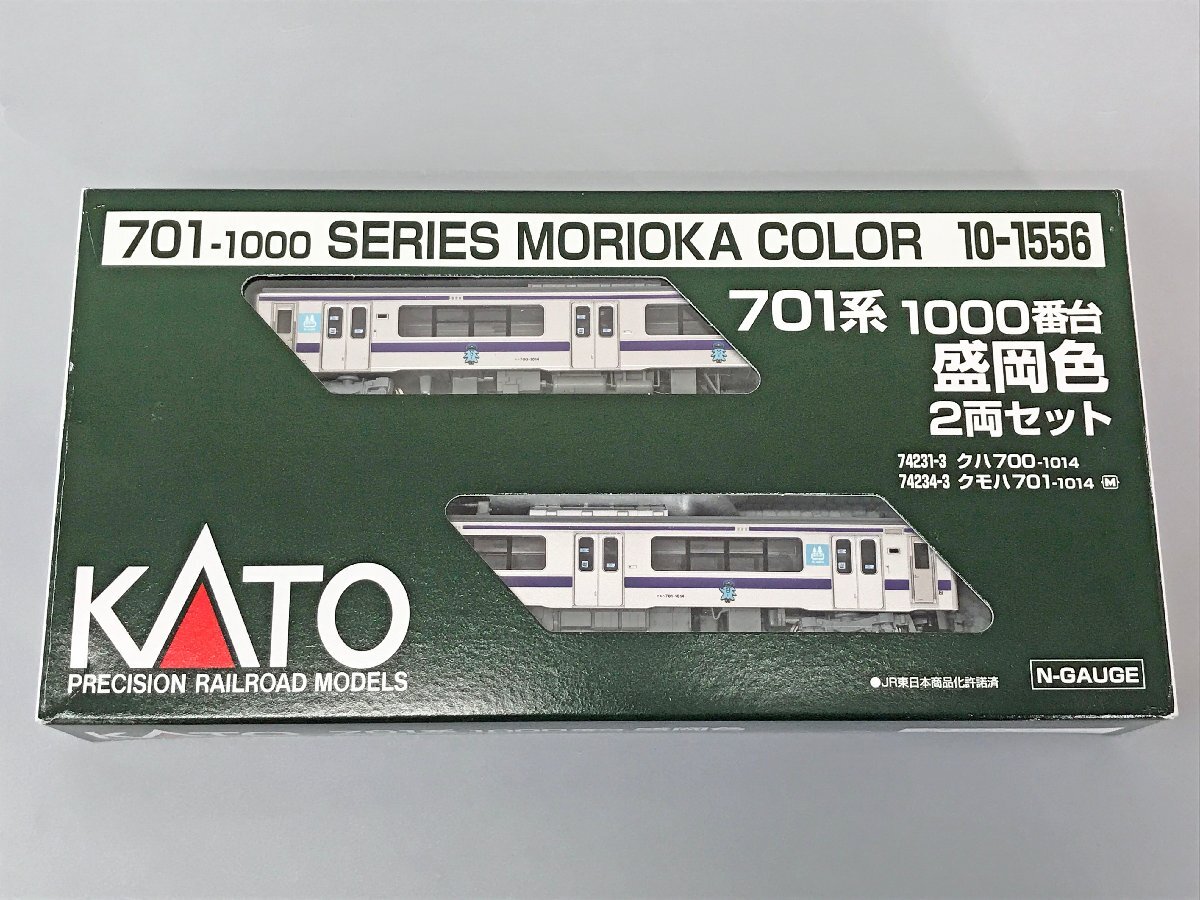 701-1000 SERIES MORIOKA COLOR 10-1556
701系 1000番台
盛岡色
2両セット
74231-3 クハ700-1014
74234-3 クモハ701-1014 M
KATO
PRECISION RAILROAD MODELS
●JR東日本商品化許諾済
N-GAUGE